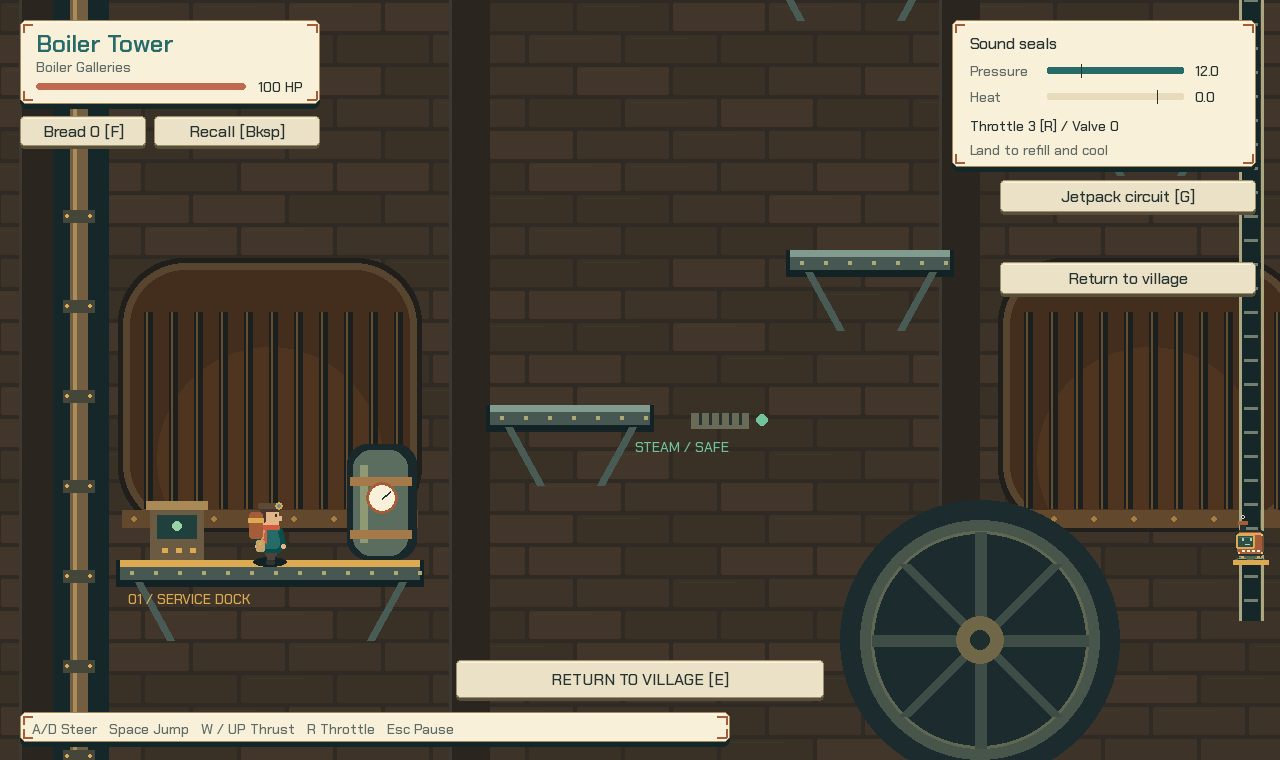 Boiler Tower
Boiler Galleries
100 HP
Bread 0 [F]
Recall [Bksp]
Sound seals
Pressure 12.0
Heat 0.0
Throttle 3 [R] / Valve 0
Land to refill and cool
Jetpack circuit [G]
Return to village
STEAM / SAFE
01 / SERVICE DOCK
RETURN TO VILLAGE [E]
A/D Steer Space Jump W / UP Thrust R Throttle Esc Pause